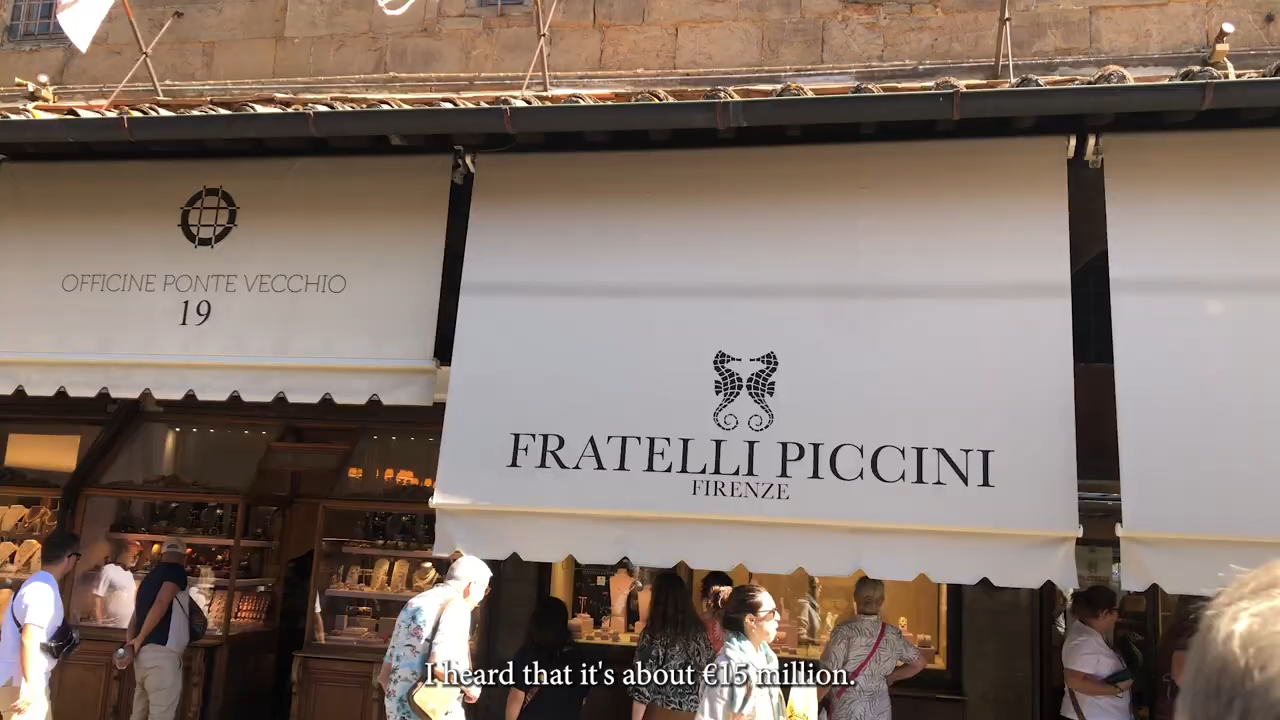 OFFICINE PONTE VECCHIO
19
FRATELLI PICCINI
FIRENZE
I heard that it's about €15 million.